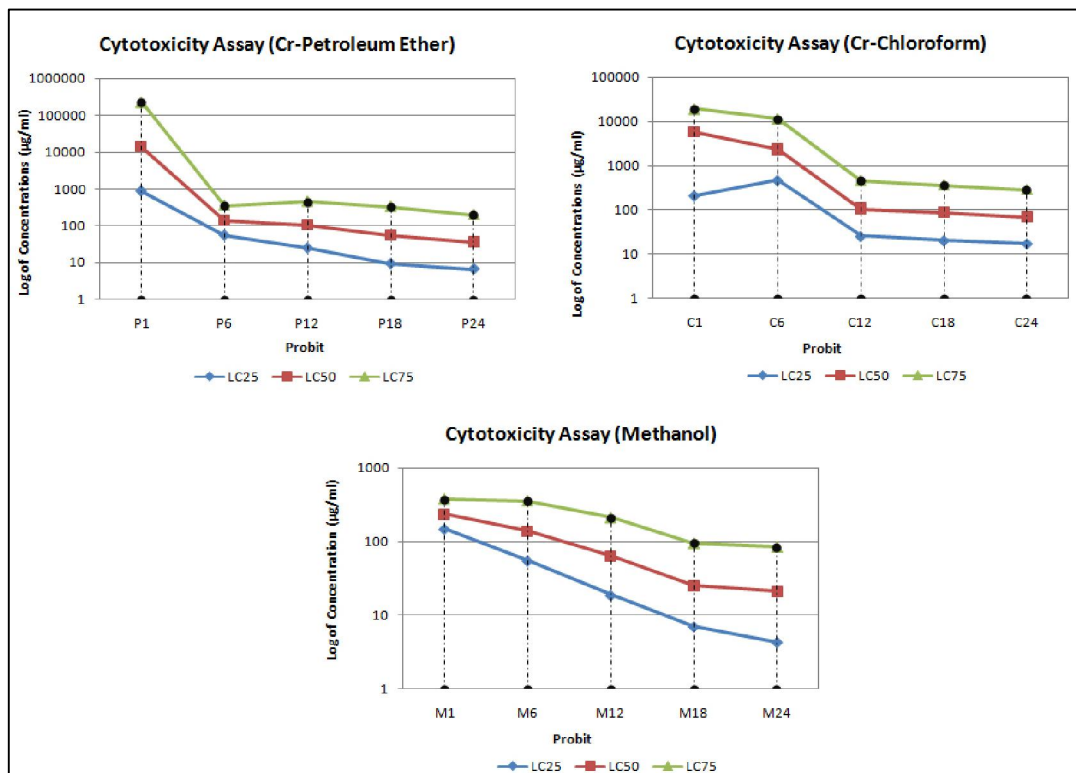 Cytotoxicity Assay (Cr-Petroleum Ether)
Log of Concentrations (µg/ml)
1000000
100000
10000
1000
100
10
1
P1 P6 P12 P18 P24
Probit
LC25 LC50 LC75
Cytotoxicity Assay (Cr-Chloroform)
Log of Concentrations (µg/ml)
100000
10000
1000
100
10
1
C1 C6 C12 C18 C24
Probit
LC25 LC50 LC75
Cytotoxicity Assay (Methanol)
Log of Concentration (µg/ml)
1000
100
10
1
M1 M6 M12 M18 M24
Probit
LC25 LC50 LC75